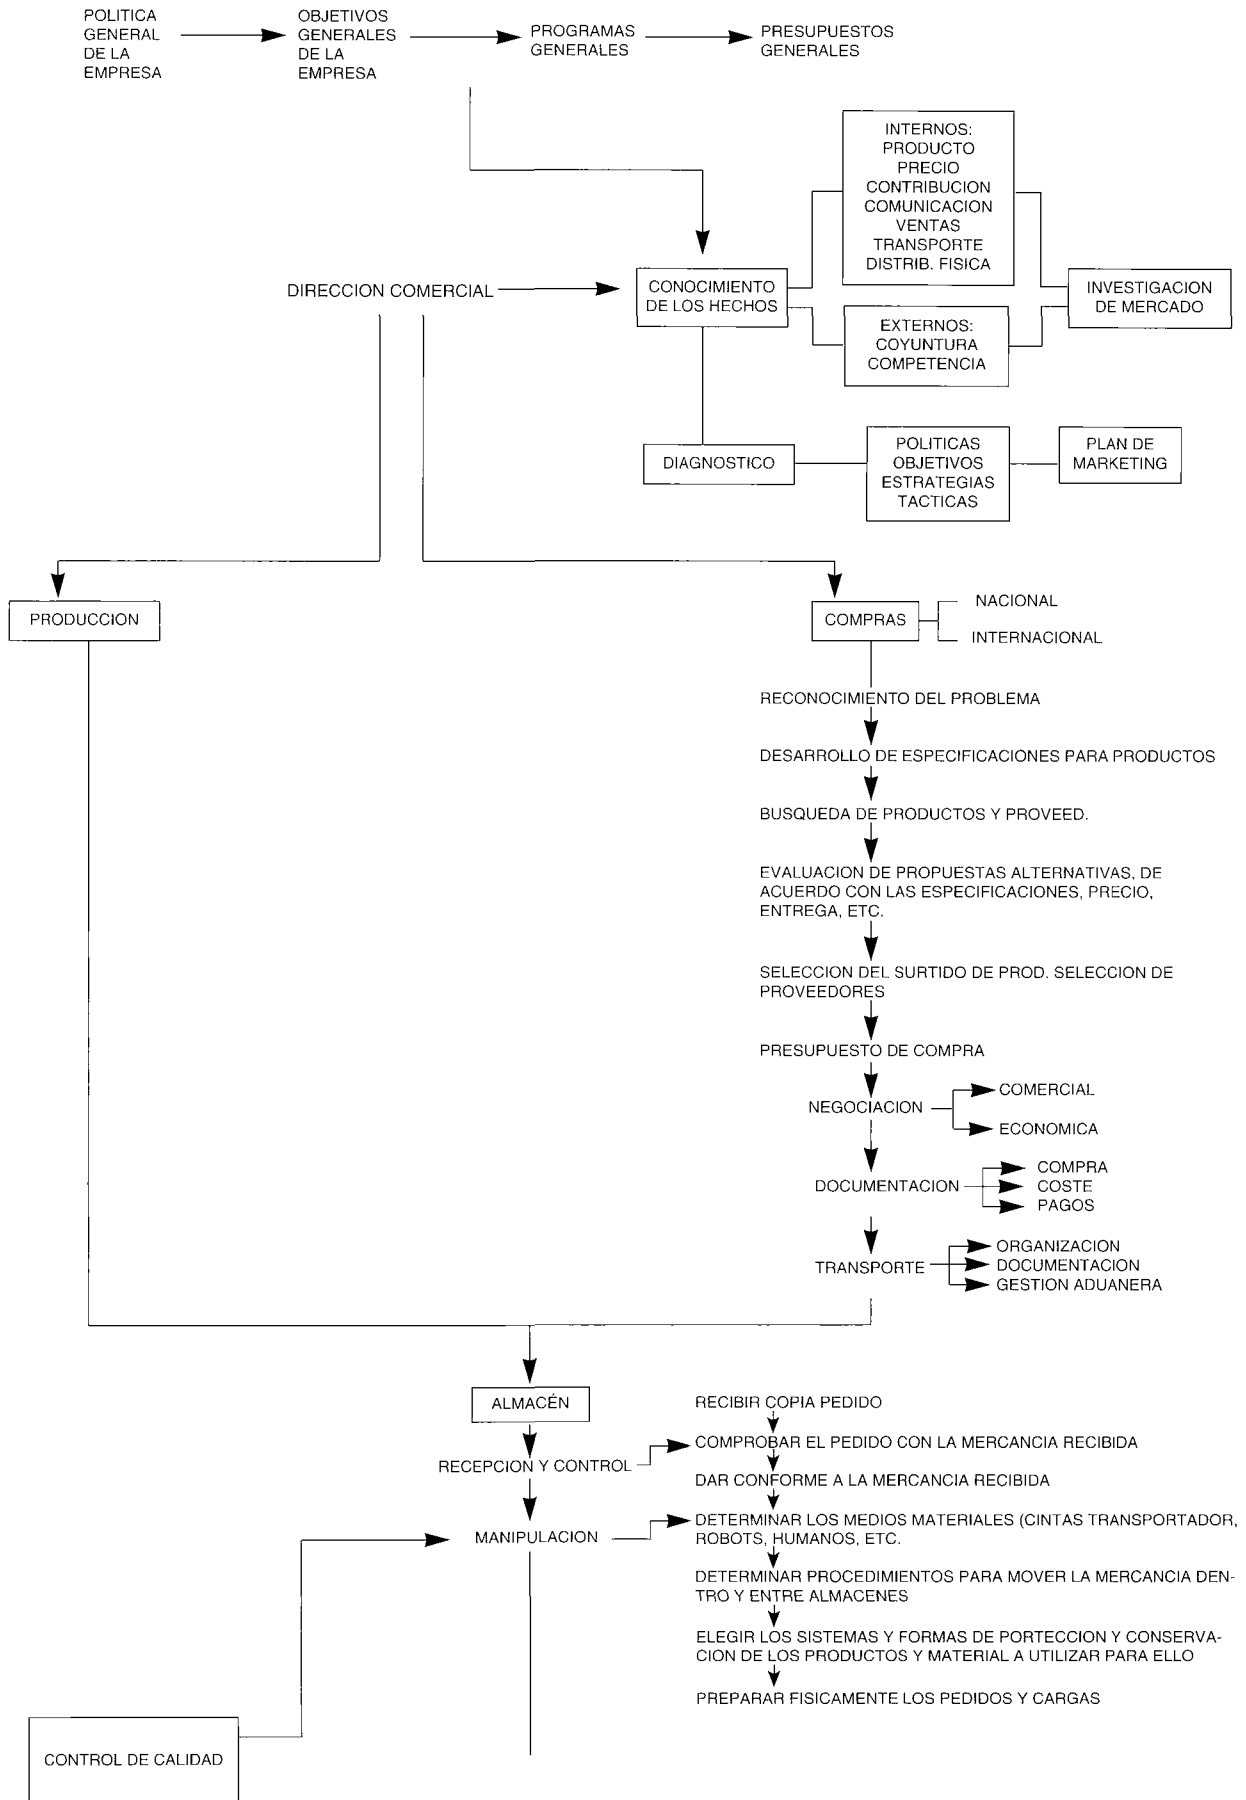 POLITICA
GENERAL
DE LA
EMPRESA
OBJETIVOS
GENERALES
DE LA
EMPRESA
PROGRAMAS
GENERALES
PRESUPUESTOS
GENERALES
INTERNOS:
PRODUCTO
PRECIO
CONTRIBUCION
COMUNICACION
VENTAS
TRANSPORTE
DISTRIB. FISICA
DIRECCION COMERCIAL
CONOCIMIENTO
DE LOS HECHOS
INVESTIGACION
DE MERCADO
EXTERNOS:
COYUNTURA
COMPETENCIA
DIAGNOSTICO
POLITICAS
OBJETIVOS
ESTRATEGIAS
TACTICAS
PLAN DE
MARKETING
PRODUCCION
COMPRAS
NACIONAL
INTERNACIONAL
RECONOCIMIENTO DEL PROBLEMA
DESARROLLO DE ESPECIFICACIONES PARA PRODUCTOS
BUSQUEDA DE PRODUCTOS Y PROVEED.
EVALUACION DE PROPUESTAS ALTERNATIVAS, DE
ACUERDO CON LAS ESPECIFICACIONES, PRECIO,
ENTREGA, ETC.
SELECCION DEL SURTIDO DE PROD. SELECCION DE
PROVEEDORES
PRESUPUESTO DE COMPRA
NEGOCIACION
COMERCIAL
ECONOMICA
DOCUMENTACION
COMPRA
COSTE
PAGOS
TRANSPORTE
ORGANIZACION
DOCUMENTACION
GESTION ADUANERA
ALMACÉN
RECIBIR COPIA PEDIDO
RECEPCION Y CONTROL
COMPROBAR EL PEDIDO CON LA MERCANCIA RECIBIDA
DAR CONFORME A LA MERCANCIA RECIBIDA
MANIPULACION
DETERMINAR LOS MEDIOS MATERIALES (CINTAS TRANSPORTADOR,
ROBOTS, HUMANOS, ETC.
DETERMINAR PROCEDIMIENTOS PARA MOVER LA MERCANCIA DEN-
TRO Y ENTRE ALMACENES
ELEGIR LOS SISTEMAS Y FORMAS DE PORTECCION Y CONSERVA-
CION DE LOS PRODUCTOS Y MATERIAL A UTILIZAR PARA ELLO
PREPARAR FISICAMENTE LOS PEDIDOS Y CARGAS
CONTROL DE CALIDAD